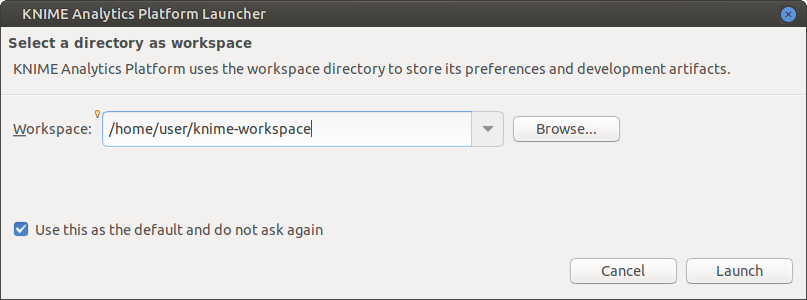 KNIME Analytics Platform Launcher
Select a directory as workspace
KNIME Analytics Platform uses the workspace directory to store its preferences and development artifacts.
Workspace: /home/user/knime-workspace Browse...
Use this as the default and do not ask again
Cancel Launch